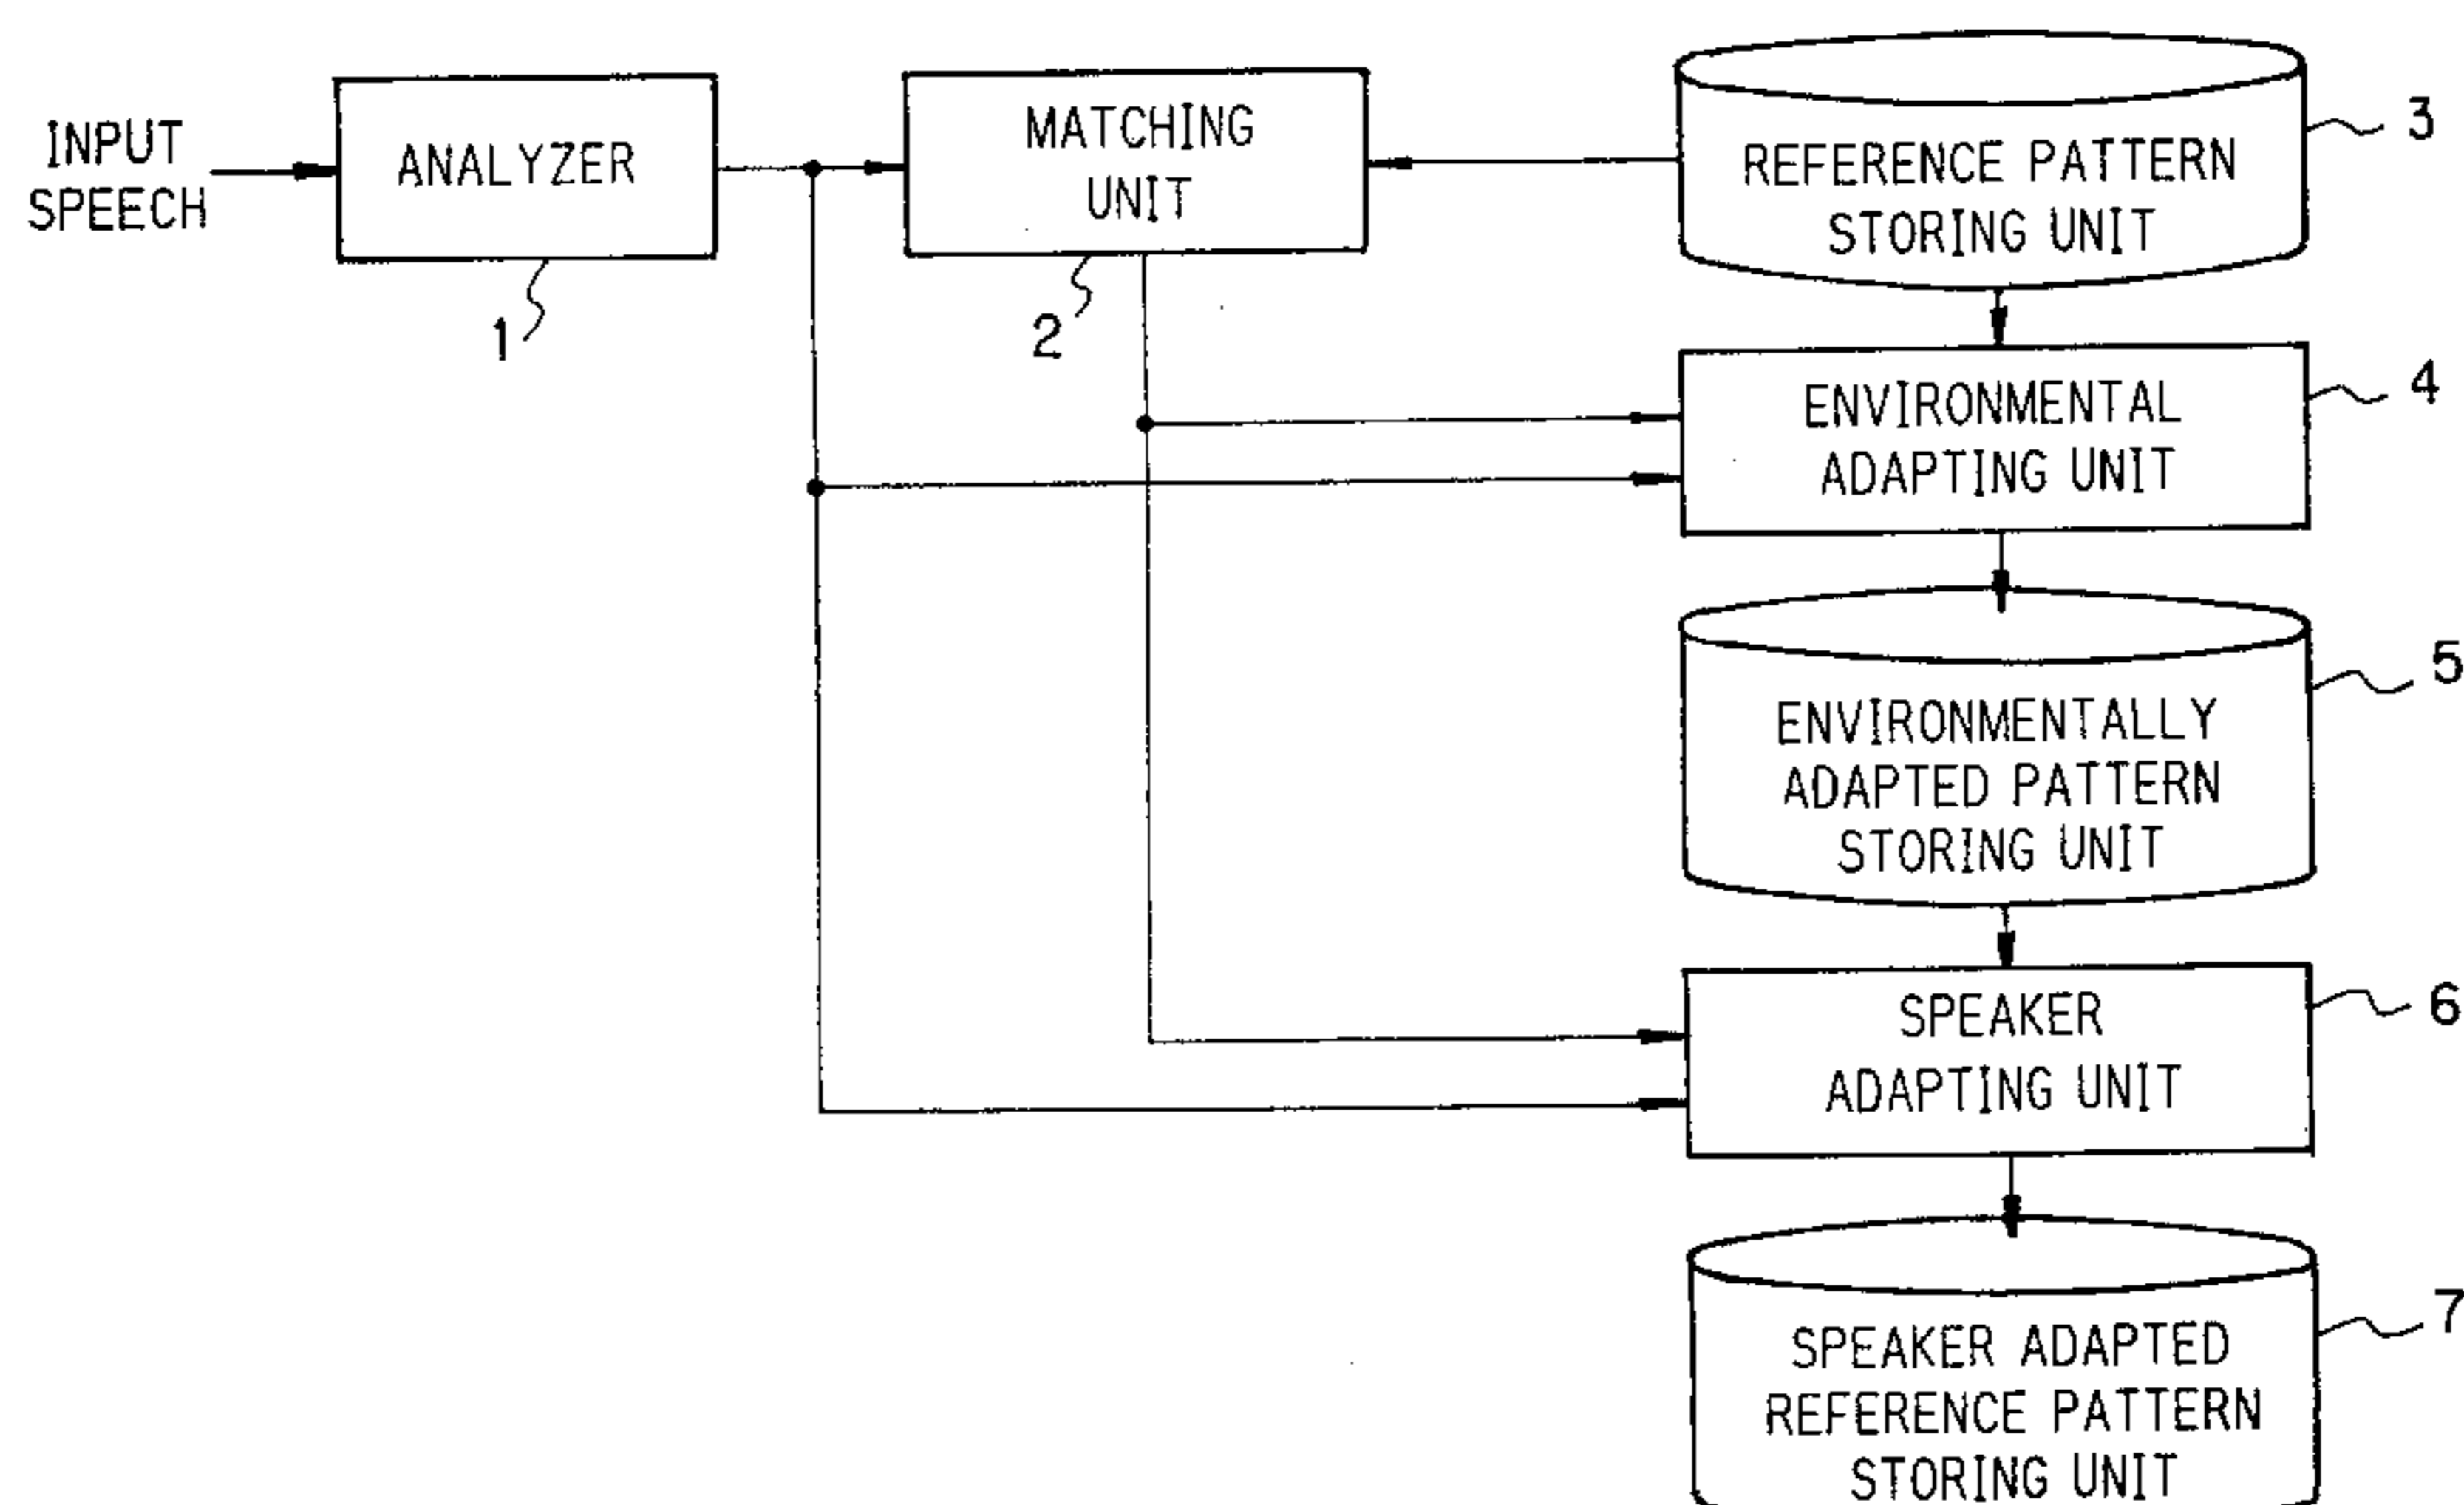 INPUT
SPEECH
ANALYZER
1
MATCHING
UNIT
2
REFERENCE PATTERN
STORING UNIT
3
ENVIRONMENTAL
ADAPTING UNIT
4
ENVIRONMENTALLY
ADAPTED PATTERN
STORING UNIT
5
SPEAKER
ADAPTING UNIT
6
SPEAKER ADAPTED
REFERENCE PATTERN
STORING UNIT
7